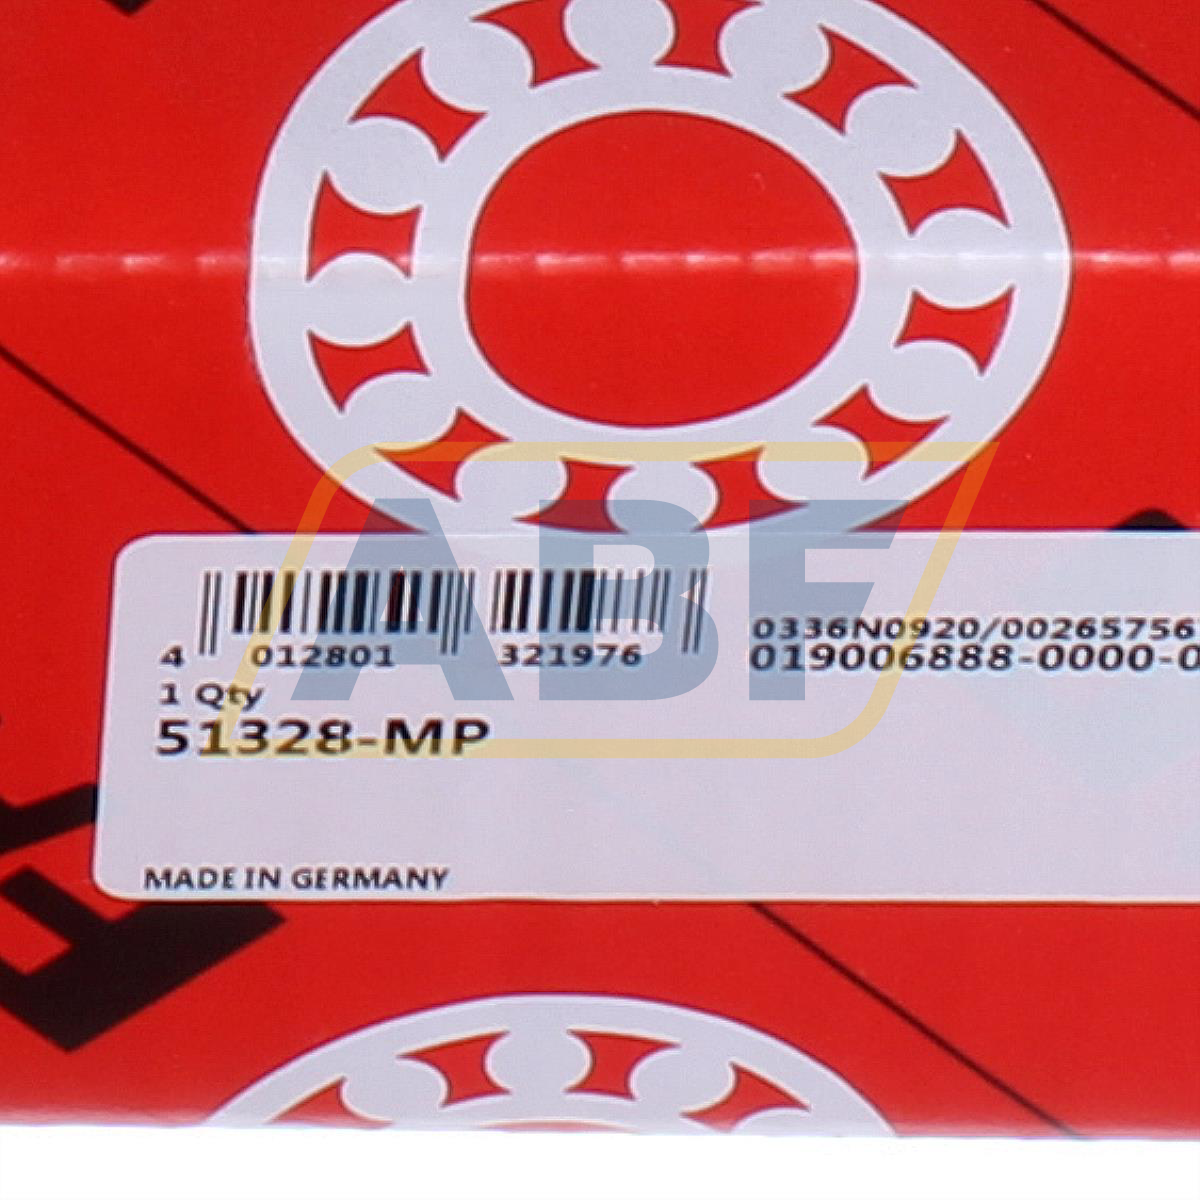 4 012801 321976
0336N0920/00265756
019006888-0000-0
1 Qty
51328-MP
MADE IN GERMANY
ABF